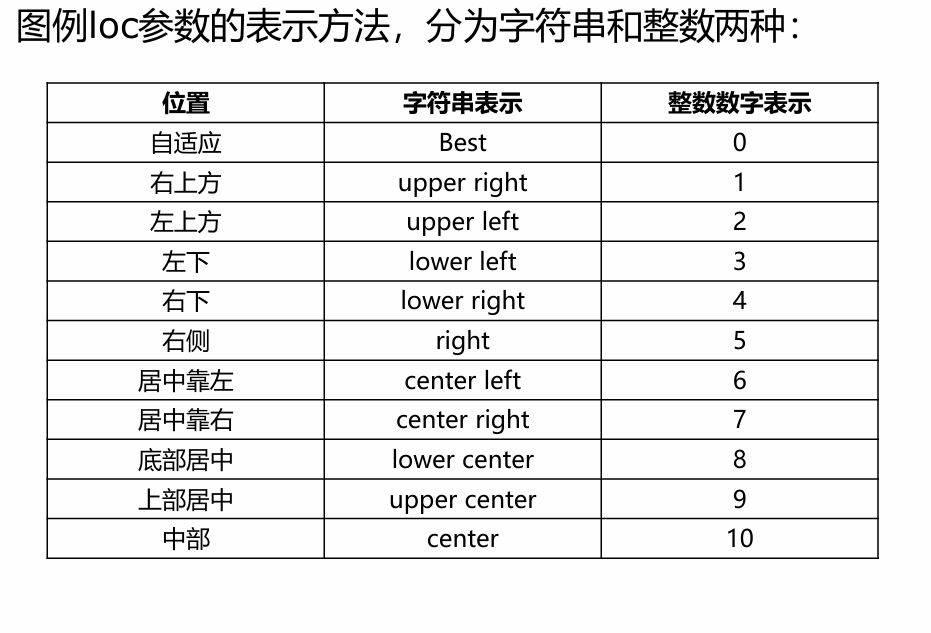 图例loc参数的表示方法，分为字符串和整数两种：
位置 字符串表示 整数数字表示
自适应 Best 0
右上方 upper right 1
左上方 upper left 2
左下 lower left 3
右下 lower right 4
右侧 right 5
居中靠左 center left 6
居中靠右 center right 7
底部居中 lower center 8
上部居中 upper center 9
中部 center 10